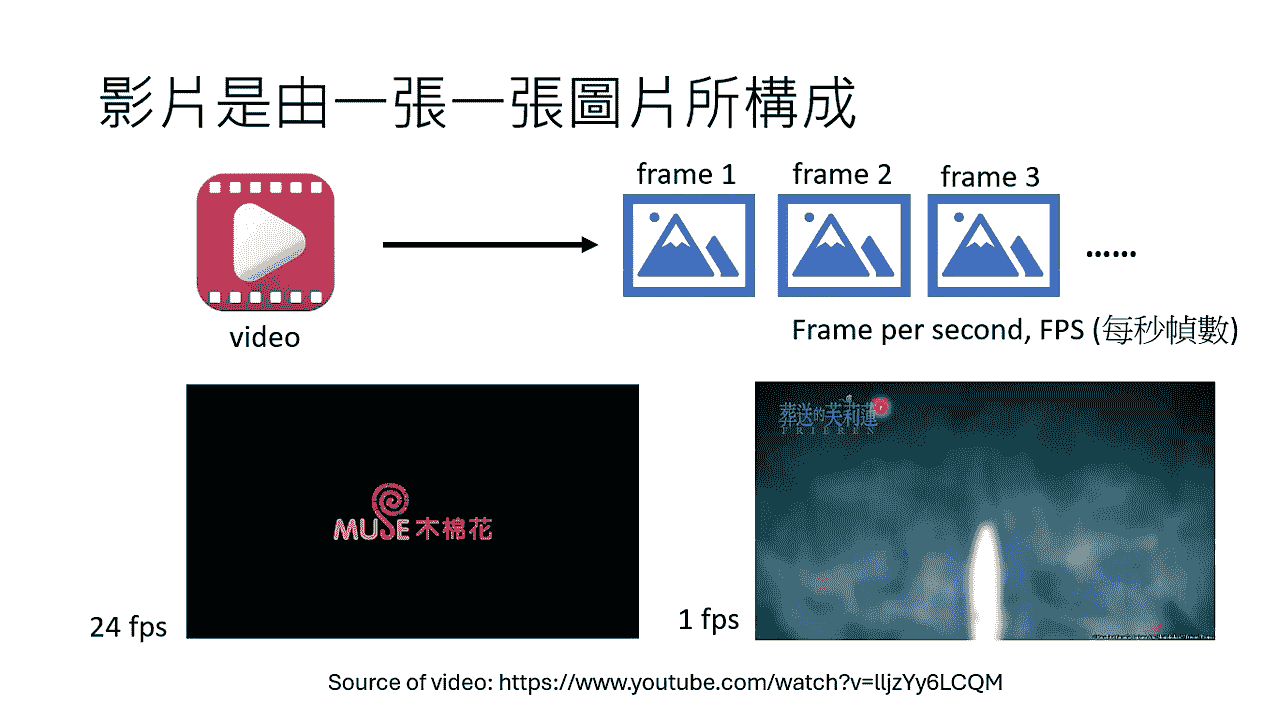 影片是由一張一張圖片所構成
frame 1
frame 2
frame 3
......
video
Frame per second, FPS (每秒幀數)
MUSE 木棉花
葬送的芙莉蓮
FRIEREN
24 fps
1 fps
Source of video: https://www.youtube.com/watch?v=lljzYy6LCQM